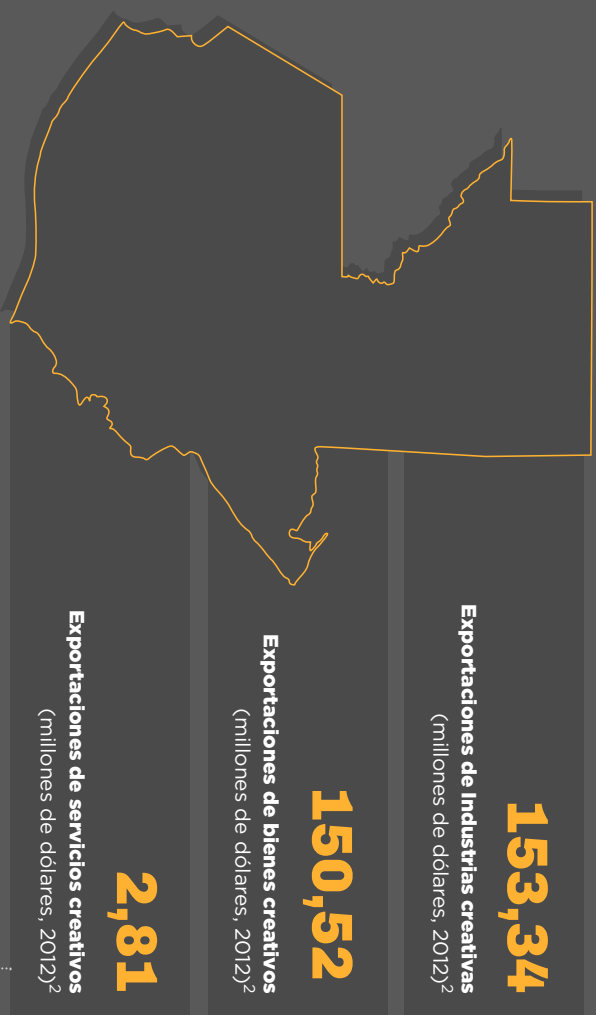 153,34
Exportaciones de Industrias creativas
(millones de dólares, 2012)²
150,52
Exportaciones de bienes creativos
(millones de dólares, 2012)²
2,81
Exportaciones de servicios creativos
(millones de dólares, 2012)²